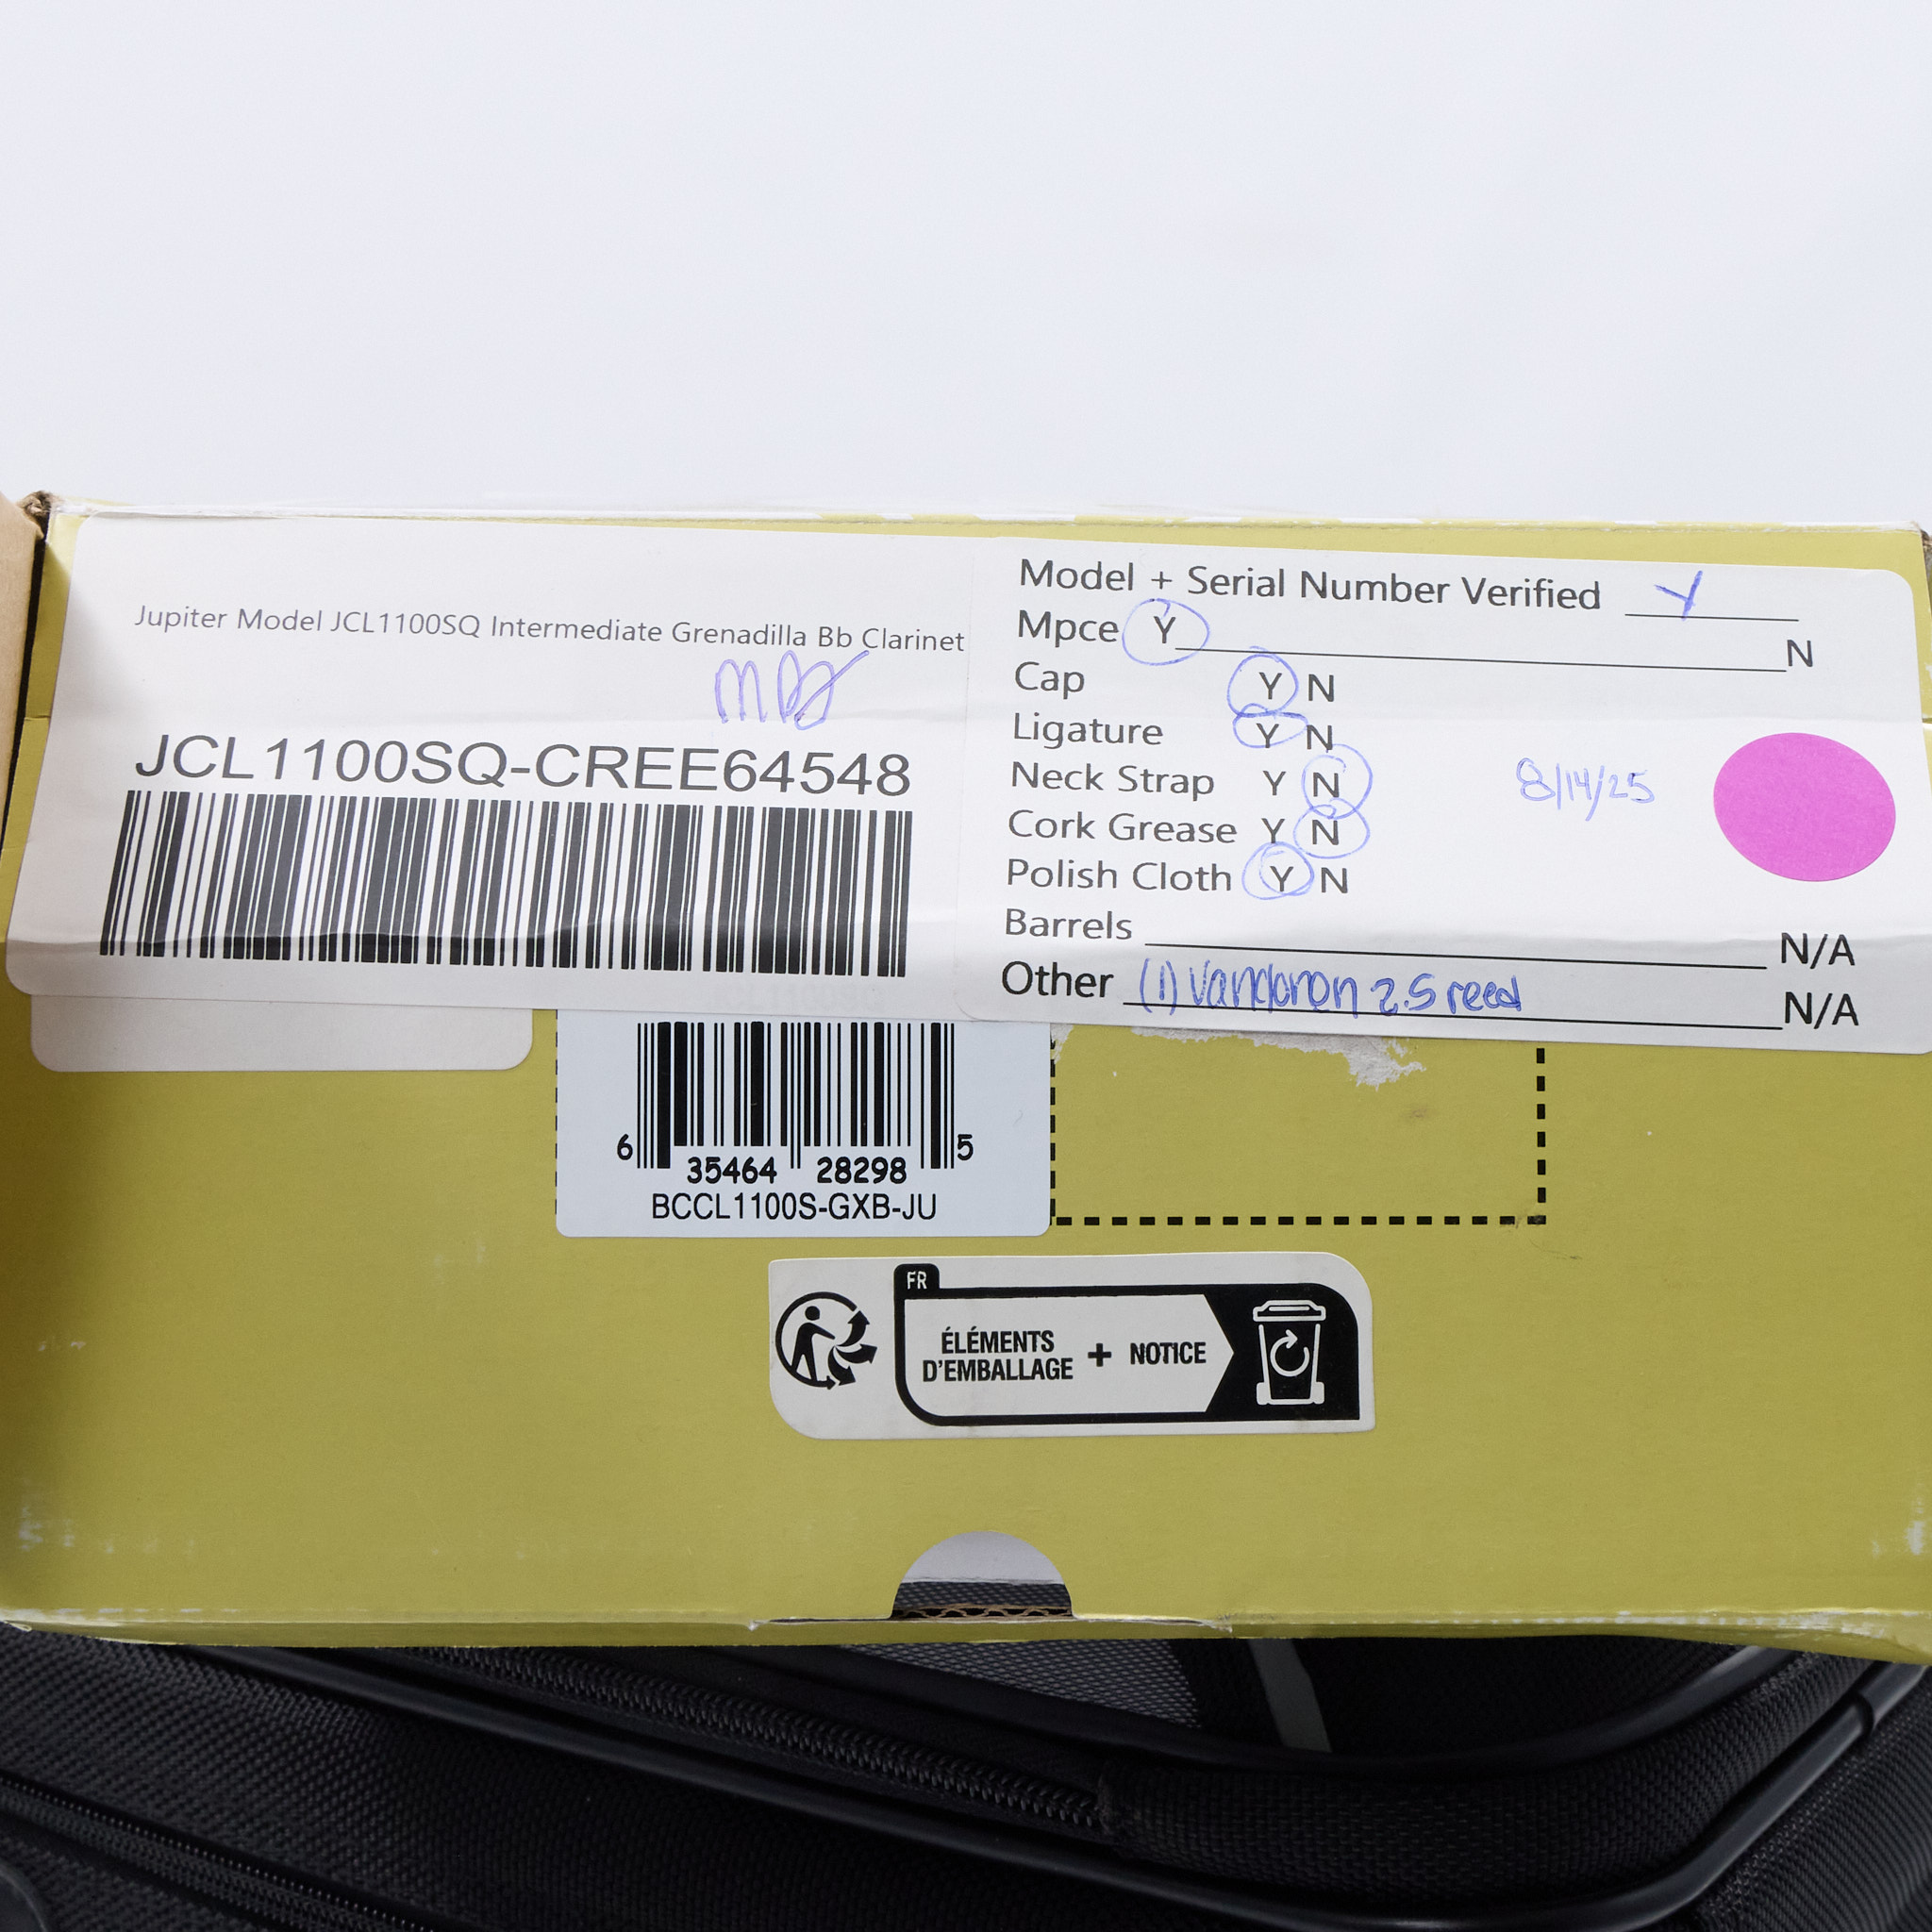 Jupiter Model JCL1100SQ Intermediate Grenadilla Bb Clarinet
JCL1100SQ-CREE64548
Model + Serial Number Verified Y
Mpce Y N
Cap Y N
Ligature Y N
Neck Strap Y N
Cork Grease Y N
Polish Cloth Y N
8/14/25
Barrels N/A
Other (1) Vandoren 2.5 reed N/A
6 35464 28298 5
BCCL1100S-GXB-JU
FR
ÉLÉMENTS
D'EMBALLAGE + NOTICE